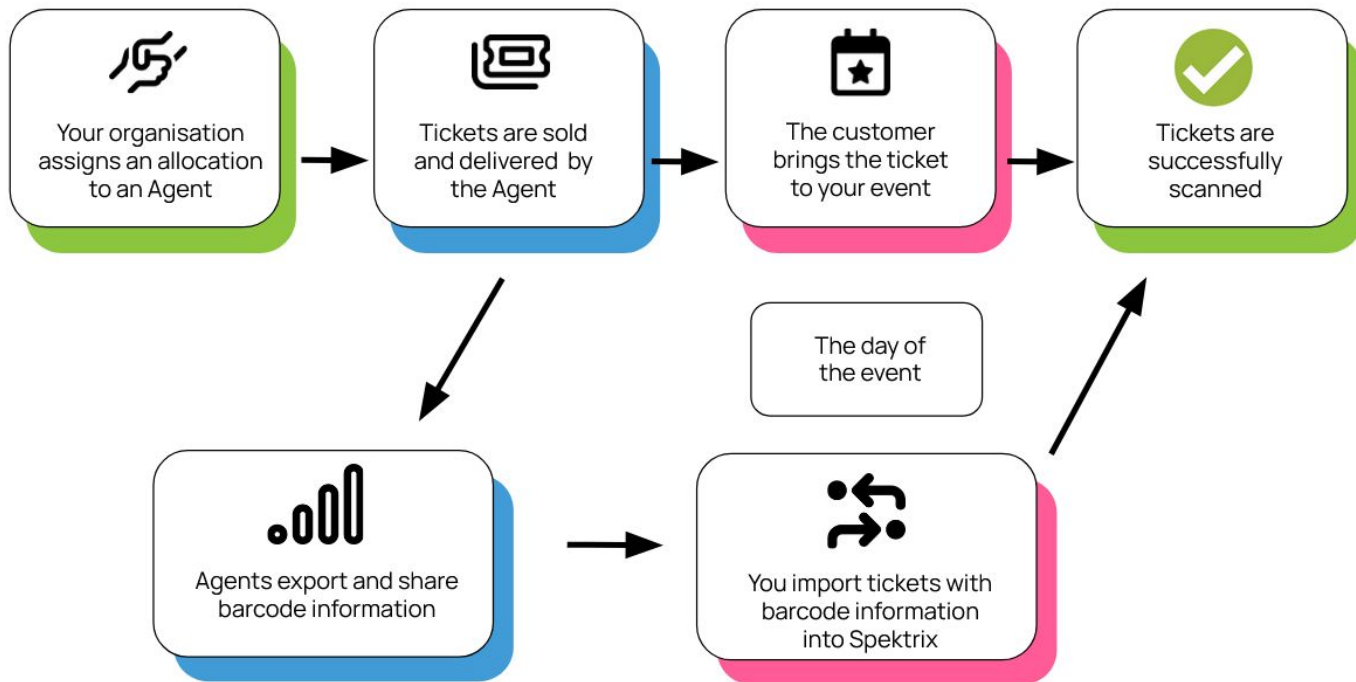 Your organisation
assigns an allocation
to an Agent
Tickets are sold
and delivered by
the Agent
The customer
brings the ticket
to your event
Tickets are
successfully
scanned
The day of
the event
Agents export and share
barcode information
You import tickets with
barcode information
into Spektrix